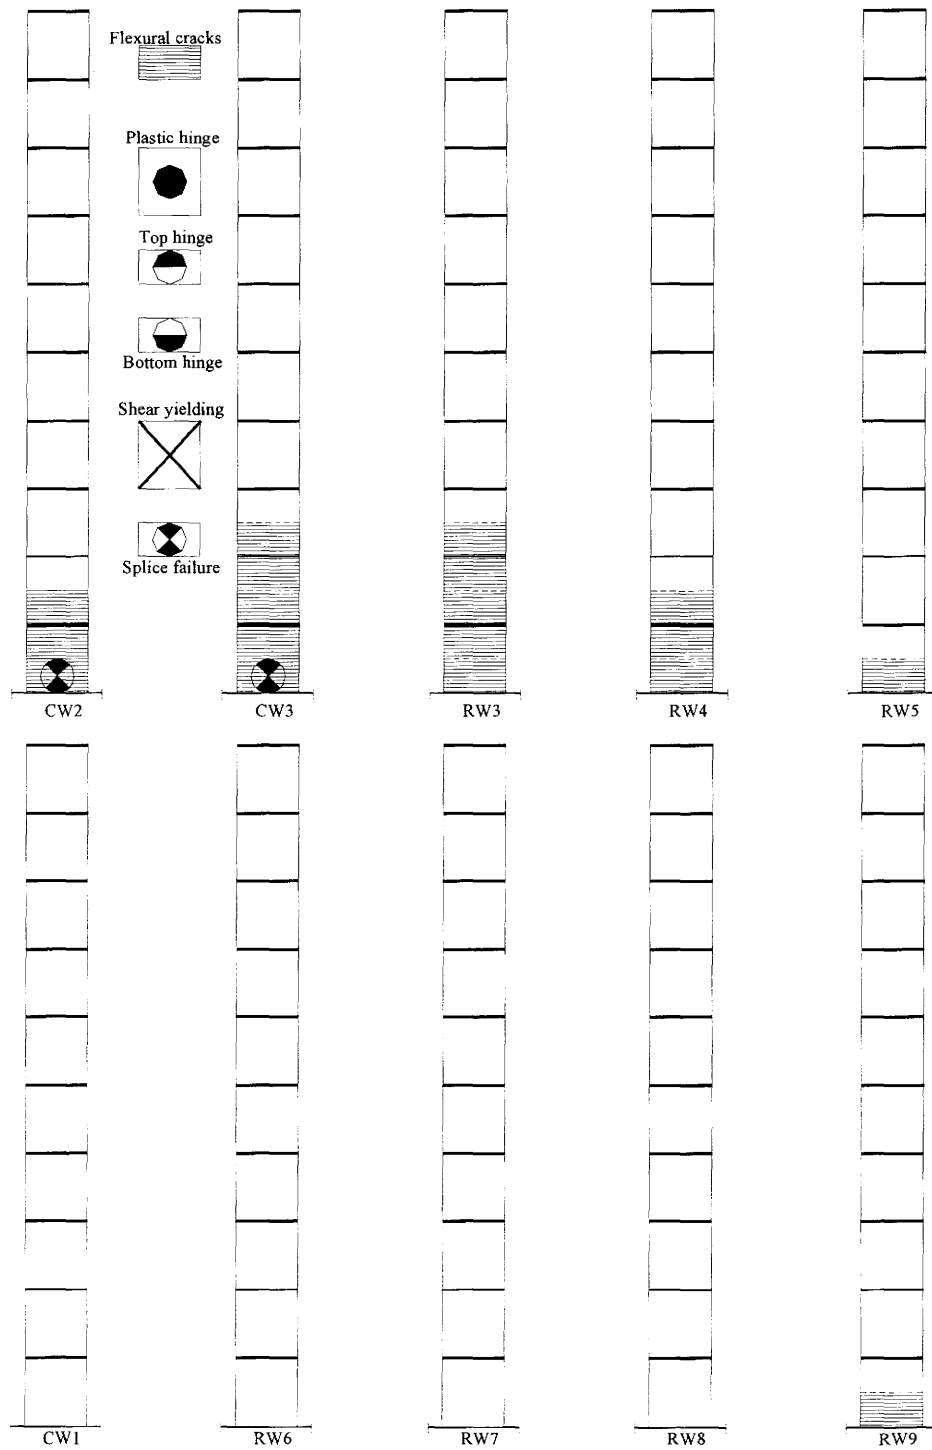 Flexural cracks
Plastic hinge
Top hinge
Bottom hinge
Shear yielding
Splice failure
CW2
CW3
RW3
RW4
RW5
CW1
RW6
RW7
RW8
RW9